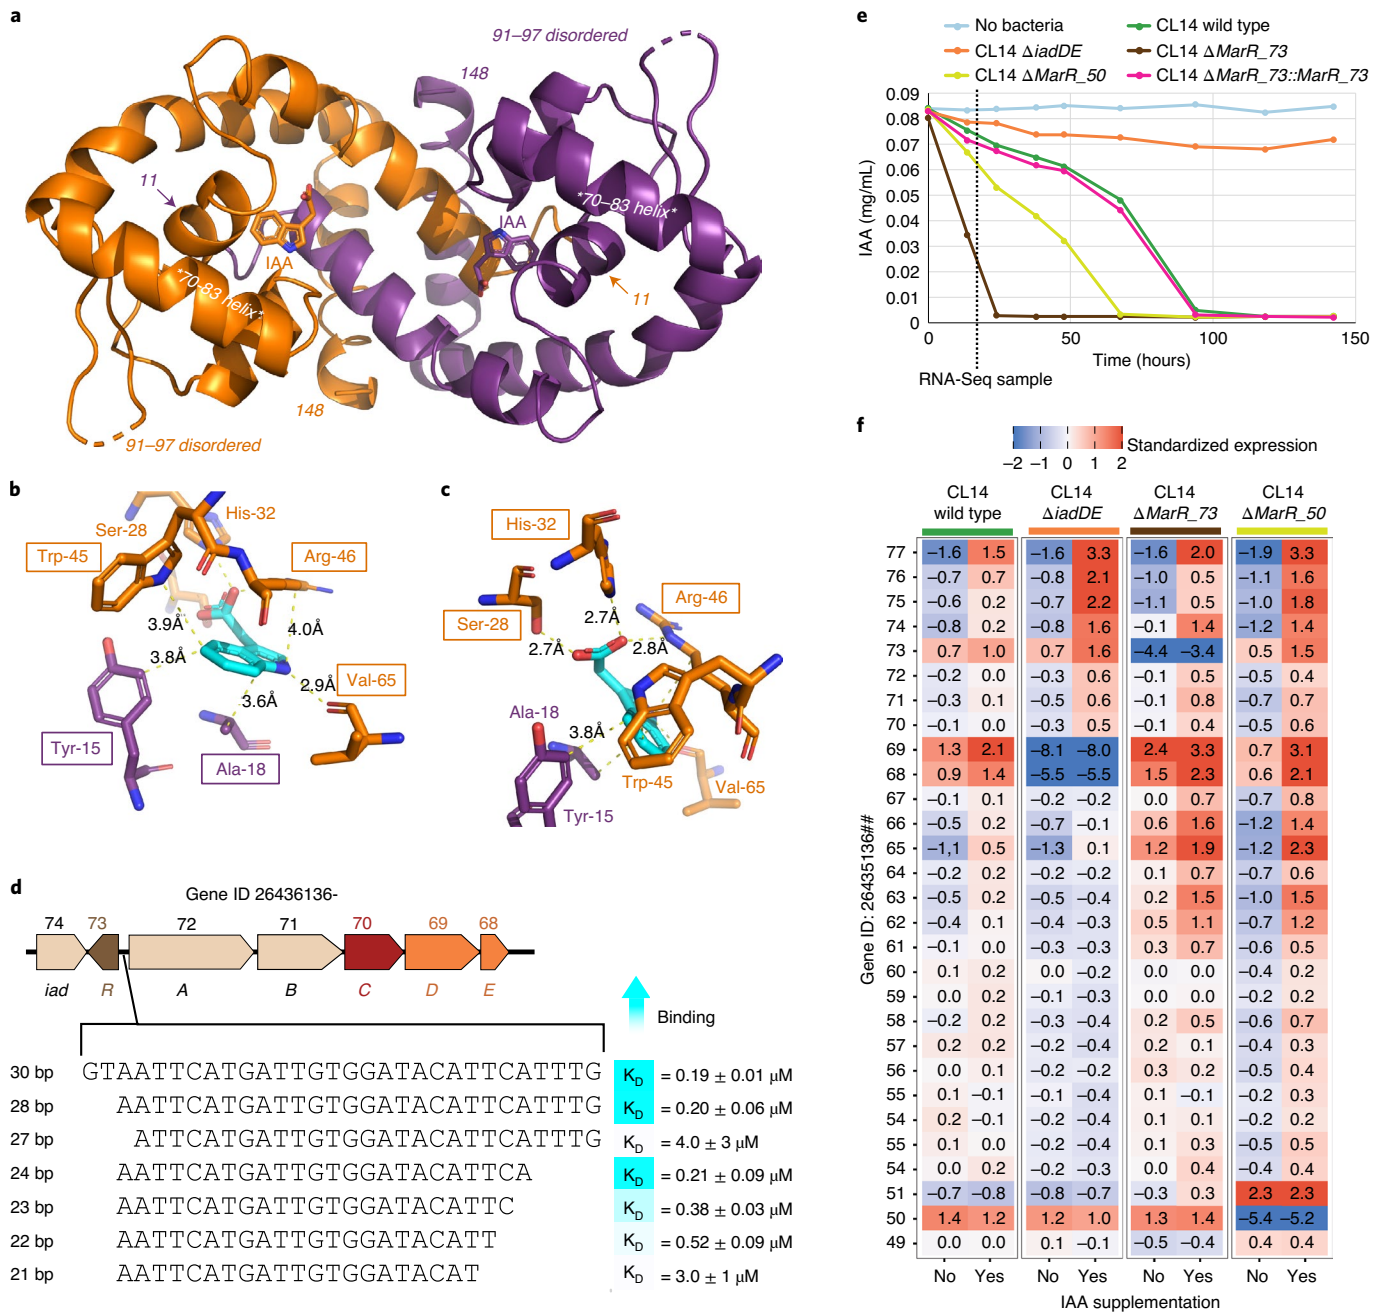 a
91–97 disordered
148
11
*70–83 helix*
IAA
IAA
*70-83 helix*
11
148
91–97 disordered
b
His-32
Ser-28
Trp-45
Arg-46
3.9Å
4.0Å
3.8Å
2.9Å
Val-65
3.6Å
Tyr-15
Ala-18
c
His-32
Arg-46
2.7Å
Ser-28
2.7Å
2.8Å
Ala-18
3.8Å
Trp-45
Val-65
Tyr-15
d
Gene ID 26436136-
74 73 72 71 70 69 68
iad R A B C D E
Binding
30 bp GTAATTCATGATTGTGGATACATTCATTTG KD = 0.19 ± 0.01 μM
28 bp AATTCATGATTGTGGATACATTCATTTG KD = 0.20 ± 0.06 μM
27 bp ATTCATGATTGTGGATACATTCATTTG KD = 4.0 ± 3 μM
24 bp AATTCATGATTGTGGATACATTCA KD = 0.21 ± 0.09 μM
23 bp AATTCATGATTGTGGATACATTC KD = 0.38 ± 0.03 μM
22 bp AATTCATGATTGTGGATACATT KD = 0.52 ± 0.09 μM
21 bp AATTCATGATTGTGGATACAT KD = 3.0 ± 1 μM
e
No bacteria CL14 wild type
CL14 ΔiadDE CL14 ΔMarR_73
CL14 ΔMarR_50 CL14 ΔMarR_73::MarR_73
0.09
0.08
0.07
0.06
0.05
0.04
0.03
0.02
0.01
0
IAA (mg/mL)
0 50 100 150
Time (hours)
RNA-Seq sample
f
Standardized expression
−2 −1 0 1 2
CL14 CL14 CL14 CL14
wild type ΔiadDE ΔMarR_73 ΔMarR_50
77 −1.6 1.5 −1.6 3.3 −1.6 2.0 −1.9 3.3
76 −0.7 0.7 −0.8 2.1 −1.0 0.5 −1.1 1.6
75 −0.6 0.2 −0.7 2.2 −1.1 0.5 −1.0 1.8
74 −0.8 0.2 −0.8 1.6 −0.1 1.4 −1.2 1.4
73 0.7 1.0 0.7 1.6 −4.4 −3.4 0.5 1.5
72 −0.2 0.0 −0.3 0.6 −0.1 0.5 −0.5 0.4
71 −0.3 0.1 −0.5 0.6 −0.1 0.8 −0.7 0.7
70 −0.1 0.0 −0.3 0.5 −0.1 0.4 −0.5 0.6
69 1.3 2.1 −8.1 −8.0 2.4 3.3 0.7 3.1
68 0.9 1.4 −5.5 −5.5 1.5 2.3 0.6 2.1
67 −0.1 0.1 −0.2 −0.2 0.0 0.7 −0.7 0.8
66 −0.5 0.2 −0.7 −0.1 0.6 1.6 −1.2 1.4
65 −1,1 0.5 −1.3 0.1 1.2 1.9 −1.2 2.3
64 −0.2 0.2 −0.2 −0.2 0.1 0.7 −0.7 0.6
63 −0.5 0.2 −0.5 −0.4 0.2 1.5 −1.0 1.5
62 −0.4 0.1 −0.4 −0.3 0.5 1.1 −0.7 1.2
61 −0.1 0.0 −0.3 −0.3 0.3 0.7 −0.6 0.5
60 0.1 0.2 0.0 −0.2 0.0 0.0 −0.4 0.2
59 0.0 0.2 −0.1 −0.3 0.0 0.0 −0.2 0.2
58 −0.2 0.2 −0.3 −0.4 0.2 0.5 −0.6 0.7
57 0.2 0.2 −0.2 −0.4 0.2 0.1 −0.4 0.3
56 0.0 0.1 −0.2 −0.2 0.3 0.2 −0.5 0.4
55 0.1 −0.1 −0.1 −0.4 0.1 −0.1 −0.2 0.3
54 0.2 −0.1 −0.2 −0.4 0.1 0.1 −0.2 0.2
55 0.1 0.0 −0.2 −0.4 0.1 0.3 −0.5 0.5
54 0.0 0.2 −0.2 −0.3 0.0 0.4 −0.4 0.4
51 −0.7 −0.8 −0.8 −0.7 −0.3 0.3 2.3 2.3
50 1.4 1.2 1.2 1.0 1.3 1.4 −5.4 −5.2
49 0.0 0.0 0.1 −0.1 −0.5 −0.4 0.4 0.4
Gene ID: 26435136##
No Yes No Yes No Yes No Yes
IAA supplementation